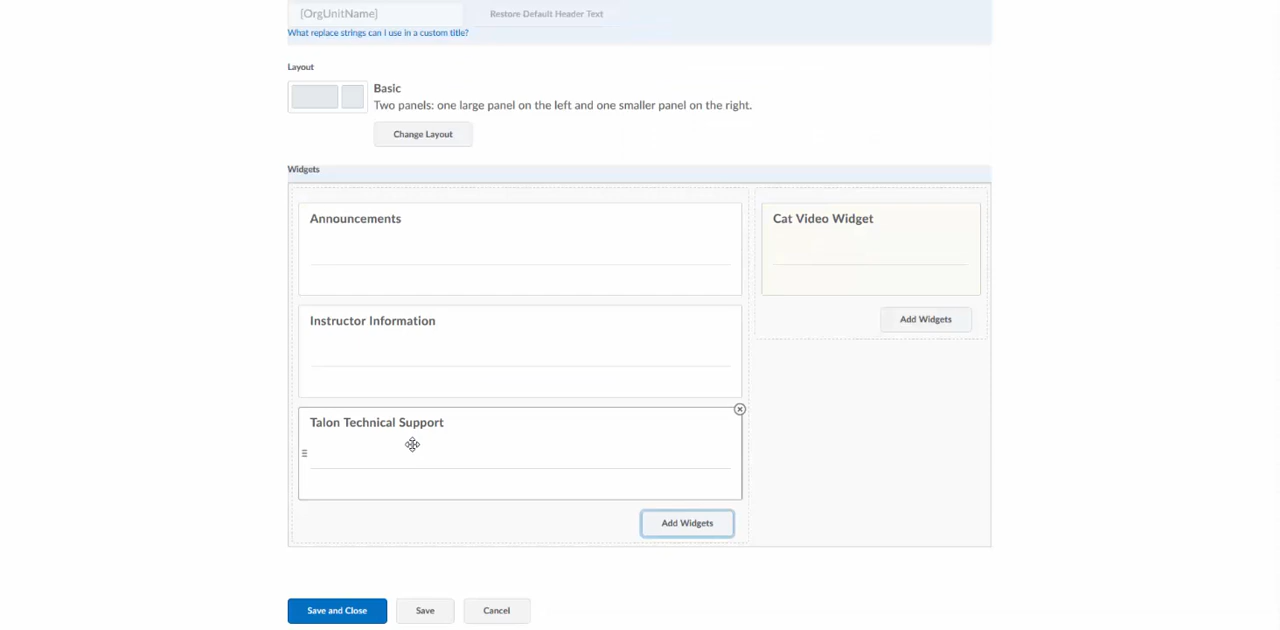 {OrgUnitName}
Restore Default Header Text
What replace strings can I use in a custom title?
Layout
Basic
Two panels: one large panel on the left and one smaller panel on the right.
Change Layout
Widgets
Announcements
Cat Video Widget
Add Widgets
Instructor Information
Talon Technical Support
Add Widgets
Save and Close
Save
Cancel